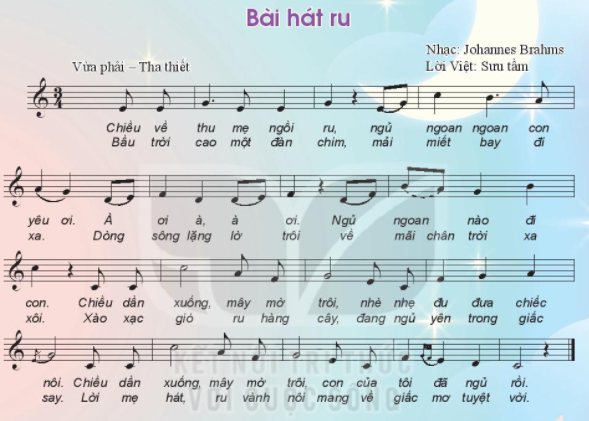 Bài hát ru
Nhạc: Johannes Brahms
Vừa phải – Tha thiết
Lời Việt: Sưu tầm
3
4
Chiều về thu mẹ ngồi ru, ngủ ngoan ngoan con
Bầu trời cao một đàn chim, mải miết bay đi
yêu ơi. À ơi à, à ơi. Ngủ ngoan nào đi
xa. Dòng sông lặng lờ trôi về mãi chân trời xa
con. Chiều dần xuống, mây mờ trôi, nhè nhẹ đu đưa chiếc
xôi. Xào xạc gió ru hàng cây, đang ngủ yên trong giấc
nôi. Chiều dần xuống, mây mờ trôi, con của tôi đã ngủ rồi.
say. Lời mẹ hát, ru vành nôi mang về giấc mơ tuyệt vời.
KẾT NỐI TRI THỨC
VỚI CUỘC SỐNG